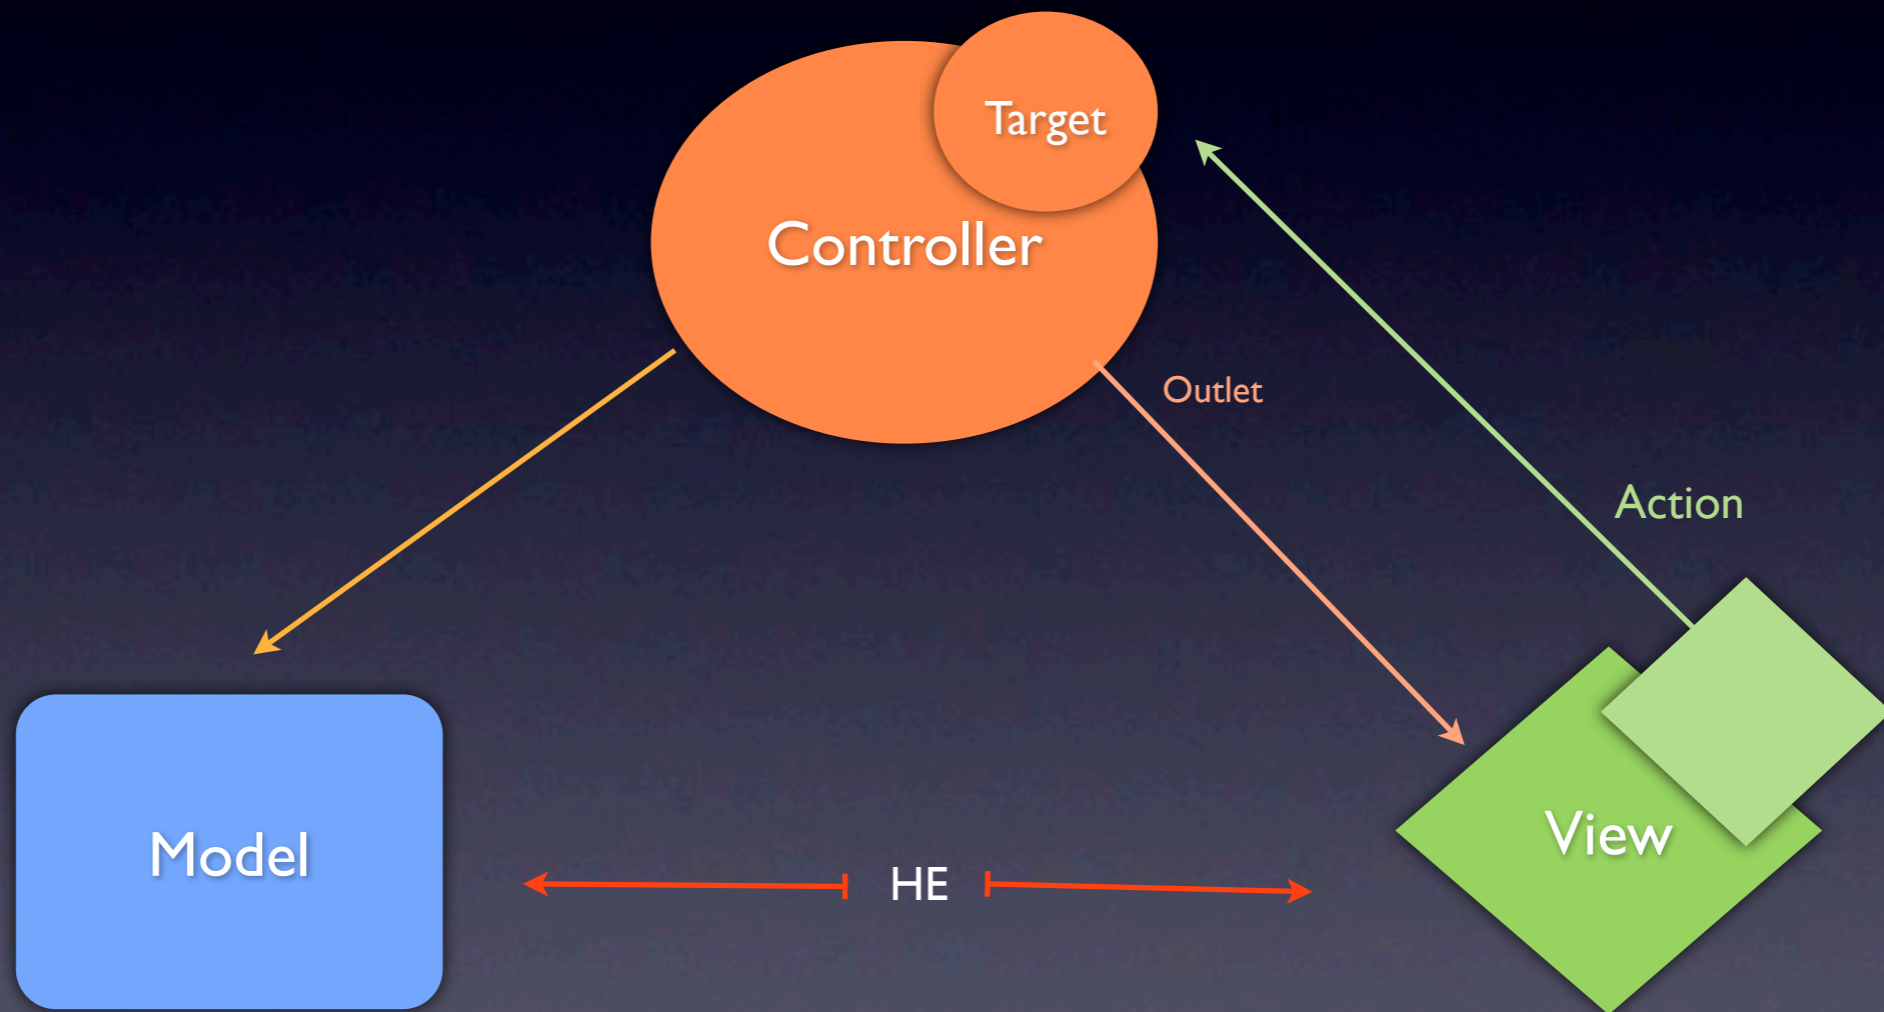 Target
Controller
Outlet
Action
Model
HE
View